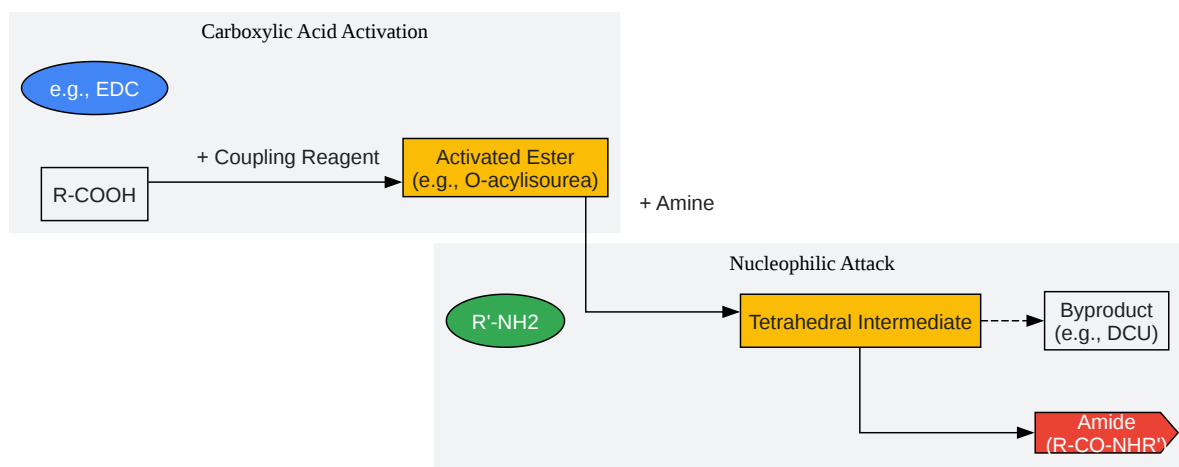 Carboxylic Acid Activation
e.g., EDC
+ Coupling Reagent
R-COOH
Activated Ester
(e.g., O-acylisourea)
+ Amine
Nucleophilic Attack
R'-NH2
Tetrahedral Intermediate
Byproduct
(e.g., DCU)
Amide
(R-CO-NHR')